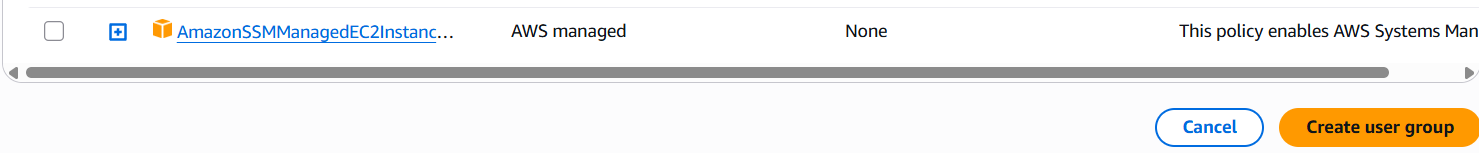 AmazonSSMManagedEC2Instanc... AWS managed None This policy enables AWS Systems Man
Cancel Create user group